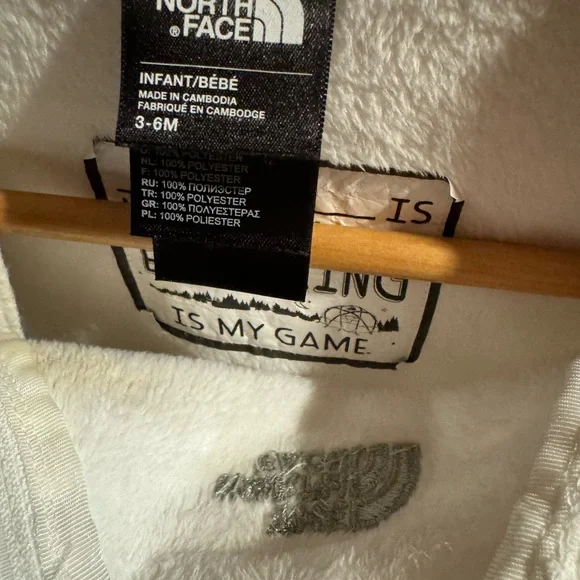 NORTH
FACE
®
INFANT/BÉBÉ
MADE IN CAMBODIA
FABRIQUÉ EN CAMBODGE
3-6M
NL: 100% POLYESTER
F: 100% POLYESTER
RU: 100% ПОЛИЭСТЕР
TR: 100% POLYESTER
GR: 100% ΠΟΛΥΕΣΤΕΡΑΣ
PL: 100% POLIESTER
IS
IS MY GAME